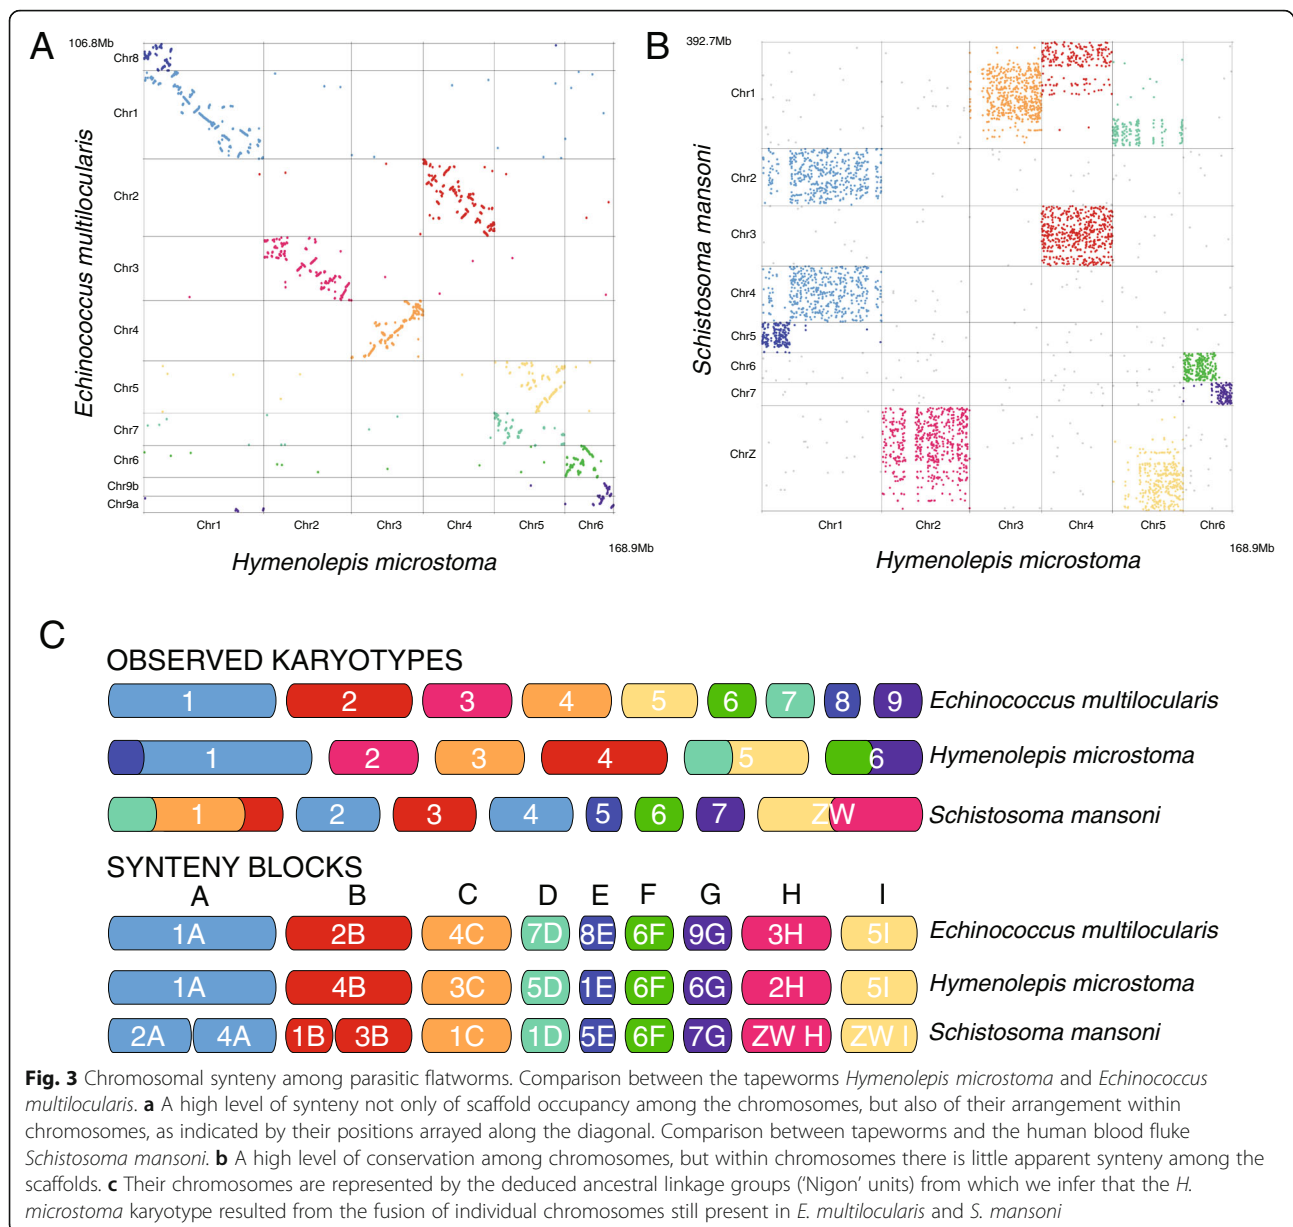 A
106.8Mb
Chr8
Chr1
Chr2
Chr3
Chr4
Chr5
Chr7
Chr6
Chr9b
Chr9a
Echinococcus multilocularis
Chr1 Chr2 Chr3 Chr4 Chr5 Chr6
168.9Mb
Hymenolepis microstoma
B
392.7Mb
Chr1
Chr2
Chr3
Chr4
Chr5
Chr6
Chr7
ChrZ
Schistosoma mansoni
Chr1 Chr2 Chr3 Chr4 Chr5 Chr6
168.9Mb
Hymenolepis microstoma
C
OBSERVED KARYOTYPES
1 2 3 4 5 6 7 8 9 Echinococcus multilocularis
1 2 3 4 5 6 Hymenolepis microstoma
1 2 3 4 5 6 7 ZW Schistosoma mansoni
SYNTENY BLOCKS
A B C D E F G H I
1A 2B 4C 7D 8E 6F 9G 3H 5I Echinococcus multilocularis
1A 4B 3C 5D 1E 6F 6G 2H 5I Hymenolepis microstoma
2A 4A 1B 3B 1C 1D 5E 6F 7G ZW H ZW I Schistosoma mansoni
Fig. 3 Chromosomal synteny among parasitic flatworms. Comparison between the tapeworms Hymenolepis microstoma and Echinococcus
multilocularis. a A high level of synteny not only of scaffold occupancy among the chromosomes, but also of their arrangement within
chromosomes, as indicated by their positions arrayed along the diagonal. Comparison between tapeworms and the human blood fluke
Schistosoma mansoni. b A high level of conservation among chromosomes, but within chromosomes there is little apparent synteny among the
scaffolds. c Their chromosomes are represented by the deduced ancestral linkage groups (‘Nigon’ units) from which we infer that the H.
microstoma karyotype resulted from the fusion of individual chromosomes still present in E. multilocularis and S. mansoni